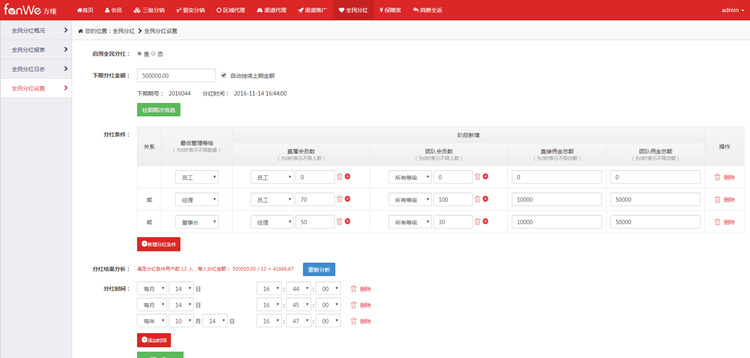 fanWe 方维 首页 会员 三级分销 裂变分销 区域代理 渠道代理 渠道推广 全民分红 保障奖 消费全返 admin
全民分红概况
全民分红报表
全民分红日志
全民分红设置
您的位置：全民分红 > 全民分红设置
启用全民分红： 是 否
下期分红金额： 500000.00 自动继续上期金额
下期期号： 2016044 分红时间： 2016-11-14 16:44:00
往期期次信息
分红条件：
关系 最低管理等级 （为0时表示不限数量） 阶段新增 操作
直属会员数 （为0时表示不限人数） 团队会员数 （为0时表示不限人数） 直接佣金总额 （为0时表示不限总额） 团队佣金总额 （为0时表示不限总额）
员工 员工 0 所有等级 0 0 0 删除
或 经理 员工 70 所有等级 100 10000 50000 删除
或 董事长 经理 50 所有等级 30 10000 50000 删除
新增分红条件
分红结果分析： 满足分红条件用户数 12 人，每人分红金额： 500000.00 / 12 = 41666.67 重新分析
分红时间： 每月 14 日 16 : 44 : 00 删除
每月 14 日 16 : 45 : 00 删除
每年 10 月 14 日 16 : 47 : 00 删除
添加时间